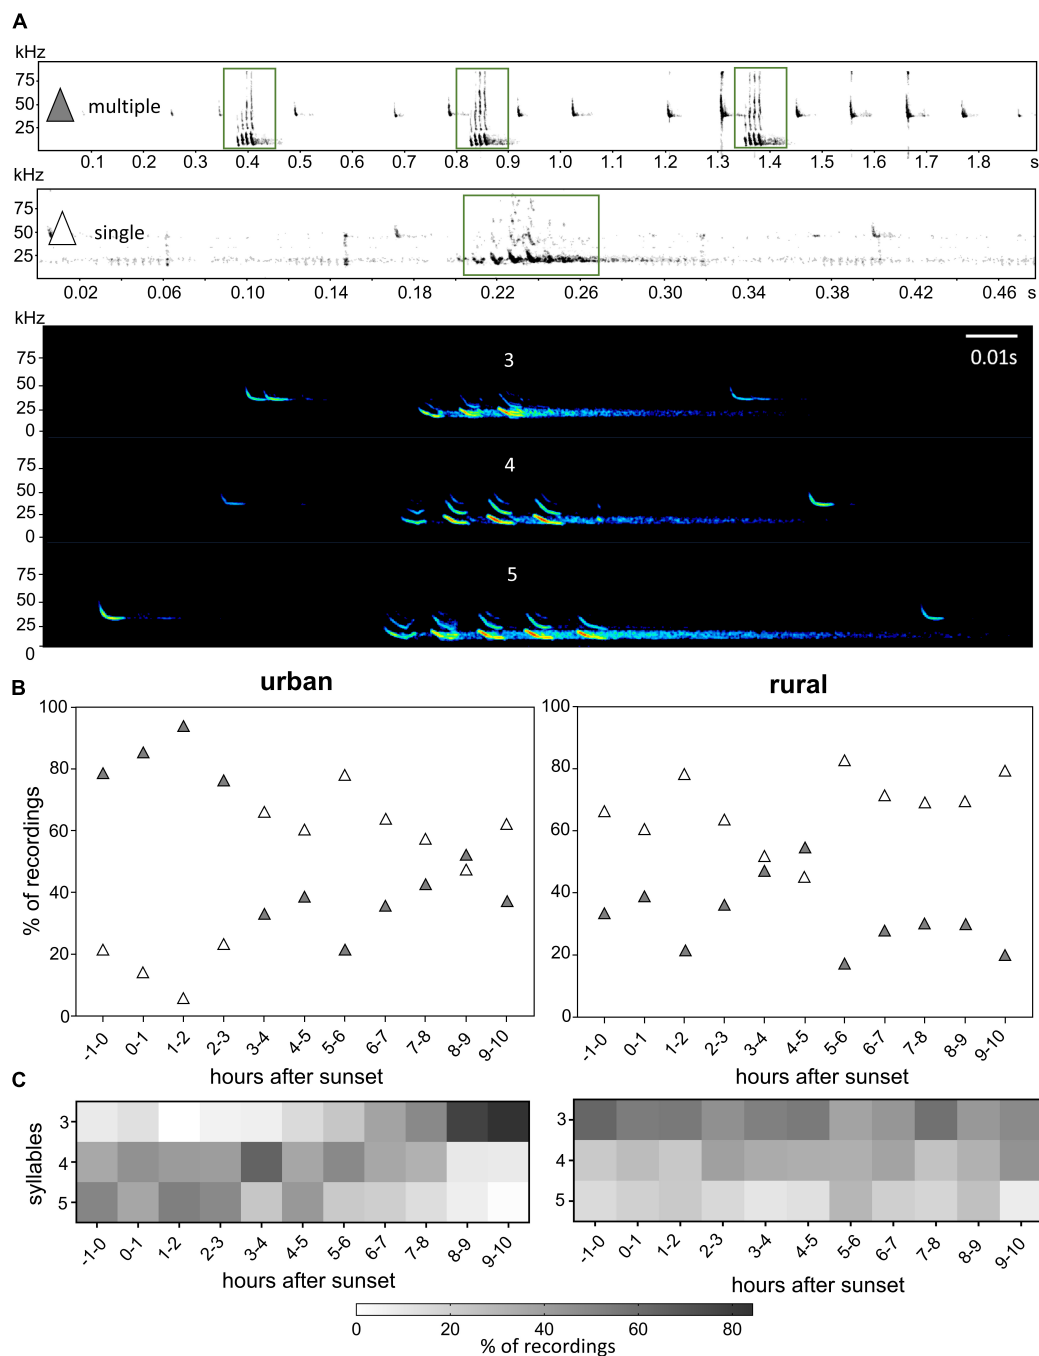 A
kHz
75
50
25
multiple
0.1 0.2 0.3 0.4 0.5 0.6 0.7 0.8 0.9 1.0 1.1 1.2 1.3 1.4 1.5 1.6 1.7 1.8 s
75
50
25
single
0.02 0.06 0.10 0.14 0.18 0.22 0.26 0.30 0.34 0.38 0.42 0.46 s
kHz
75
50
25
0
3
0.01s
75
50
25
0
4
75
50
25
0
5
B
urban
rural
100
80
60
40
20
0
% of recordings
-1-0 0-1 1-2 2-3 3-4 4-5 5-6 6-7 7-8 8-9 9-10
hours after sunset
100
80
60
40
20
0
-1-0 0-1 1-2 2-3 3-4 4-5 5-6 6-7 7-8 8-9 9-10
hours after sunset
C
syllables
3
4
5
-1-0 0-1 1-2 2-3 3-4 4-5 5-6 6-7 7-8 8-9 9-10
hours after sunset
3
4
5
-1-0 0-1 1-2 2-3 3-4 4-5 5-6 6-7 7-8 8-9 9-10
hours after sunset
0 20 40 60 80
% of recordings